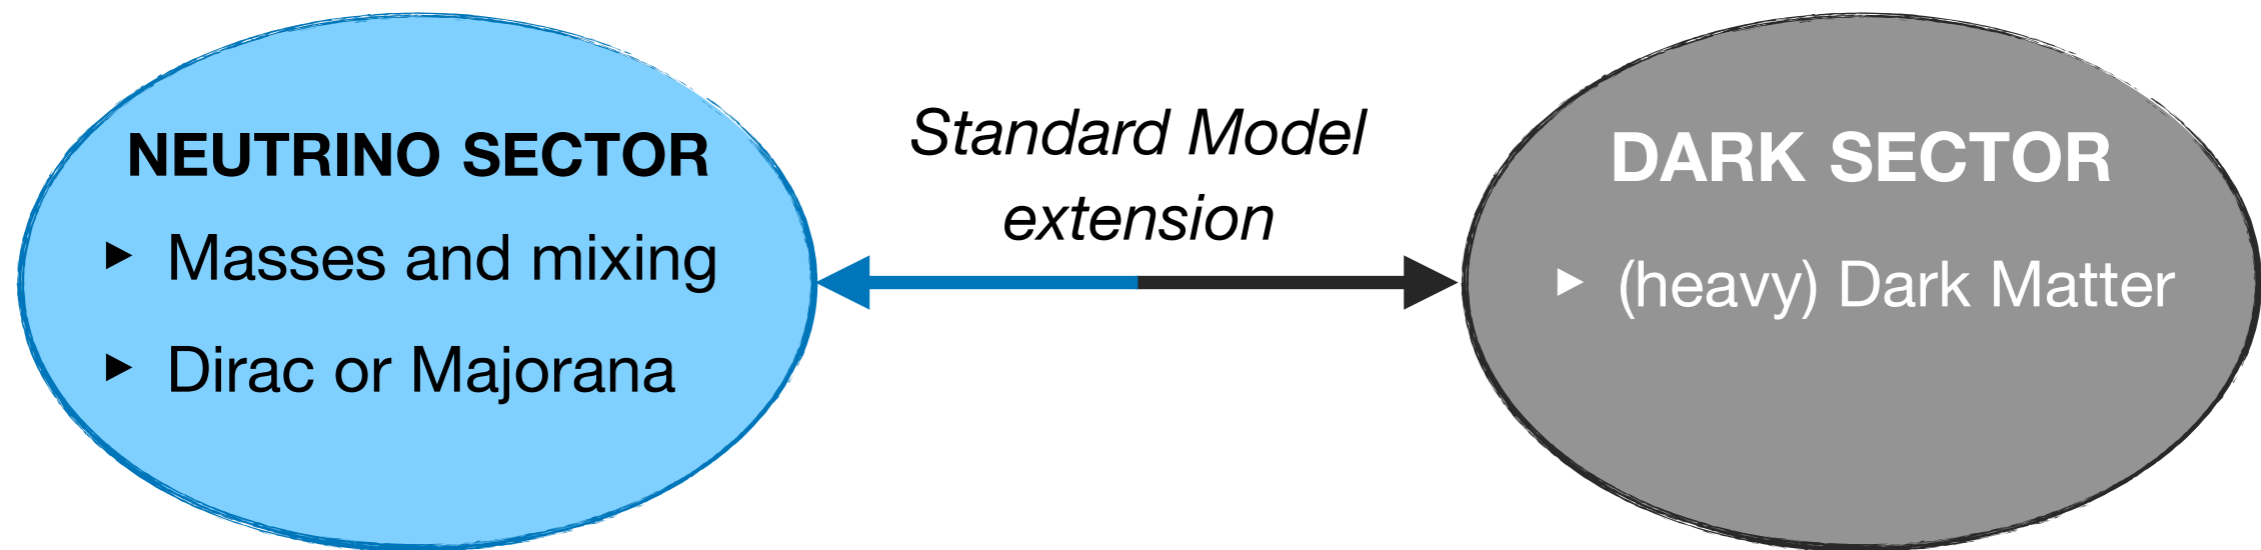 NEUTRINO SECTOR
► Masses and mixing
► Dirac or Majorana
Standard Model
extension
DARK SECTOR
► (heavy) Dark Matter